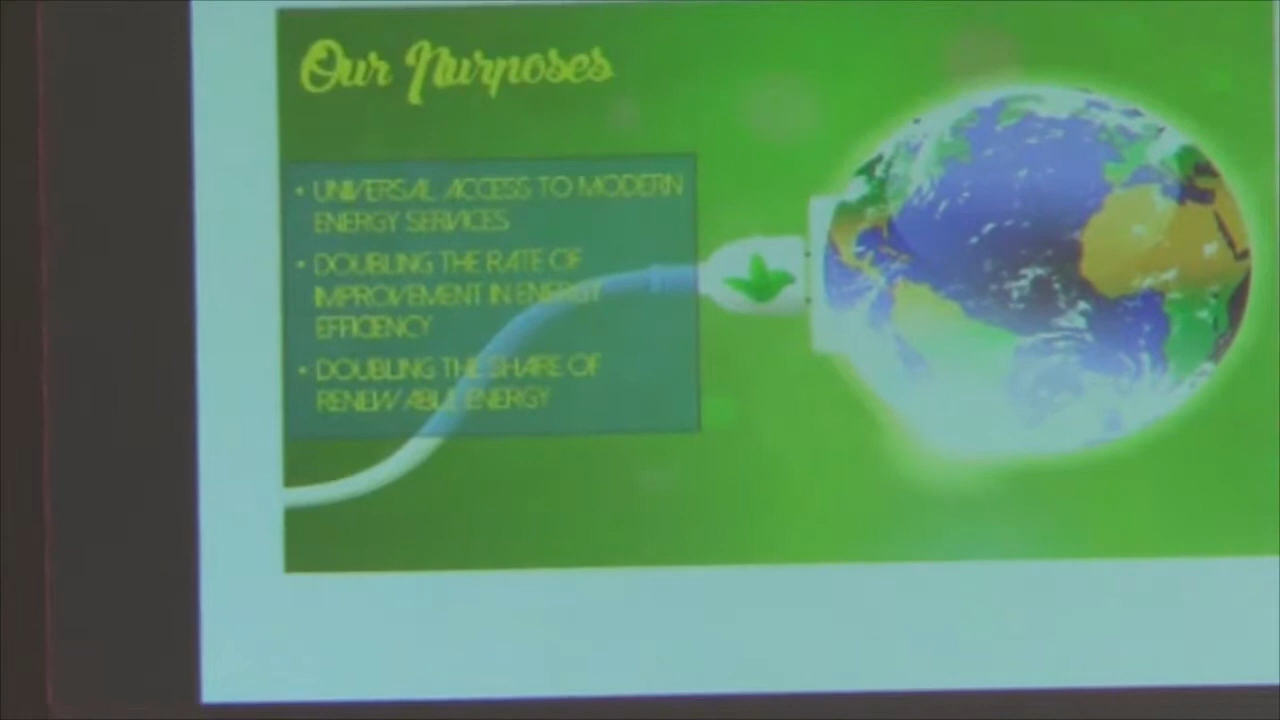 Our Purposes
• UNIVERSAL ACCESS TO MODERN
ENERGY SERVICES
• DOUBLING THE RATE OF
IMPROVEMENT IN ENERGY
EFFICIENCY
• DOUBLING THE SHARE OF
RENEWABLE ENERGY